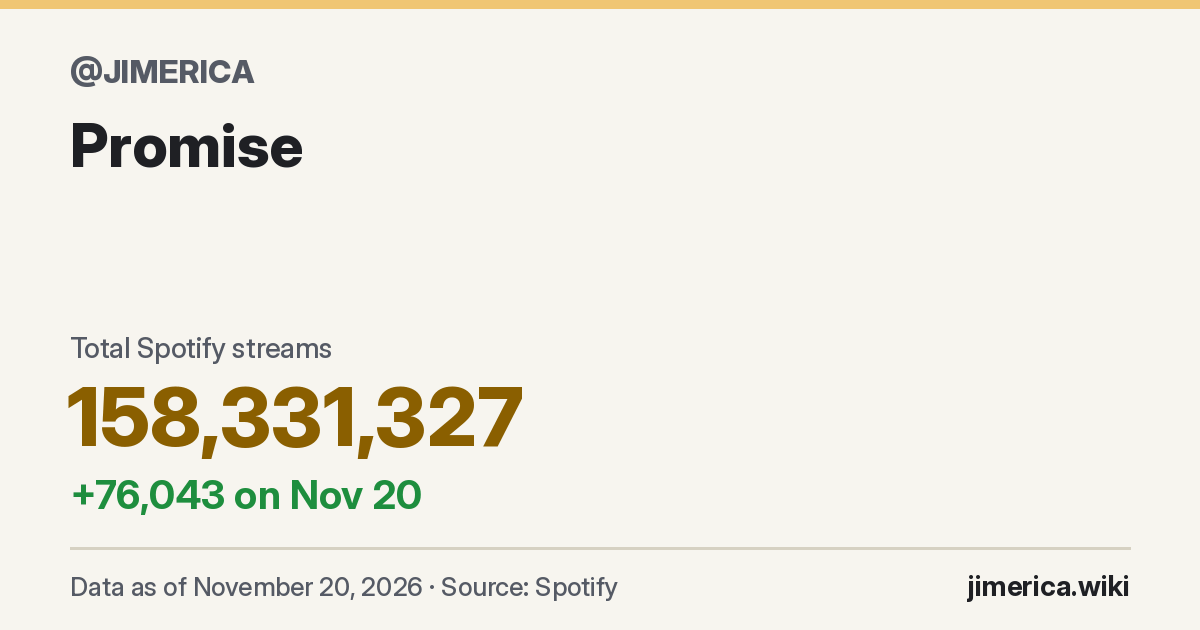 @JIMERICA
Promise
Total Spotify streams
158,331,327
+76,043 on Nov 20
Data as of November 20, 2026 · Source: Spotify
jimerica.wiki